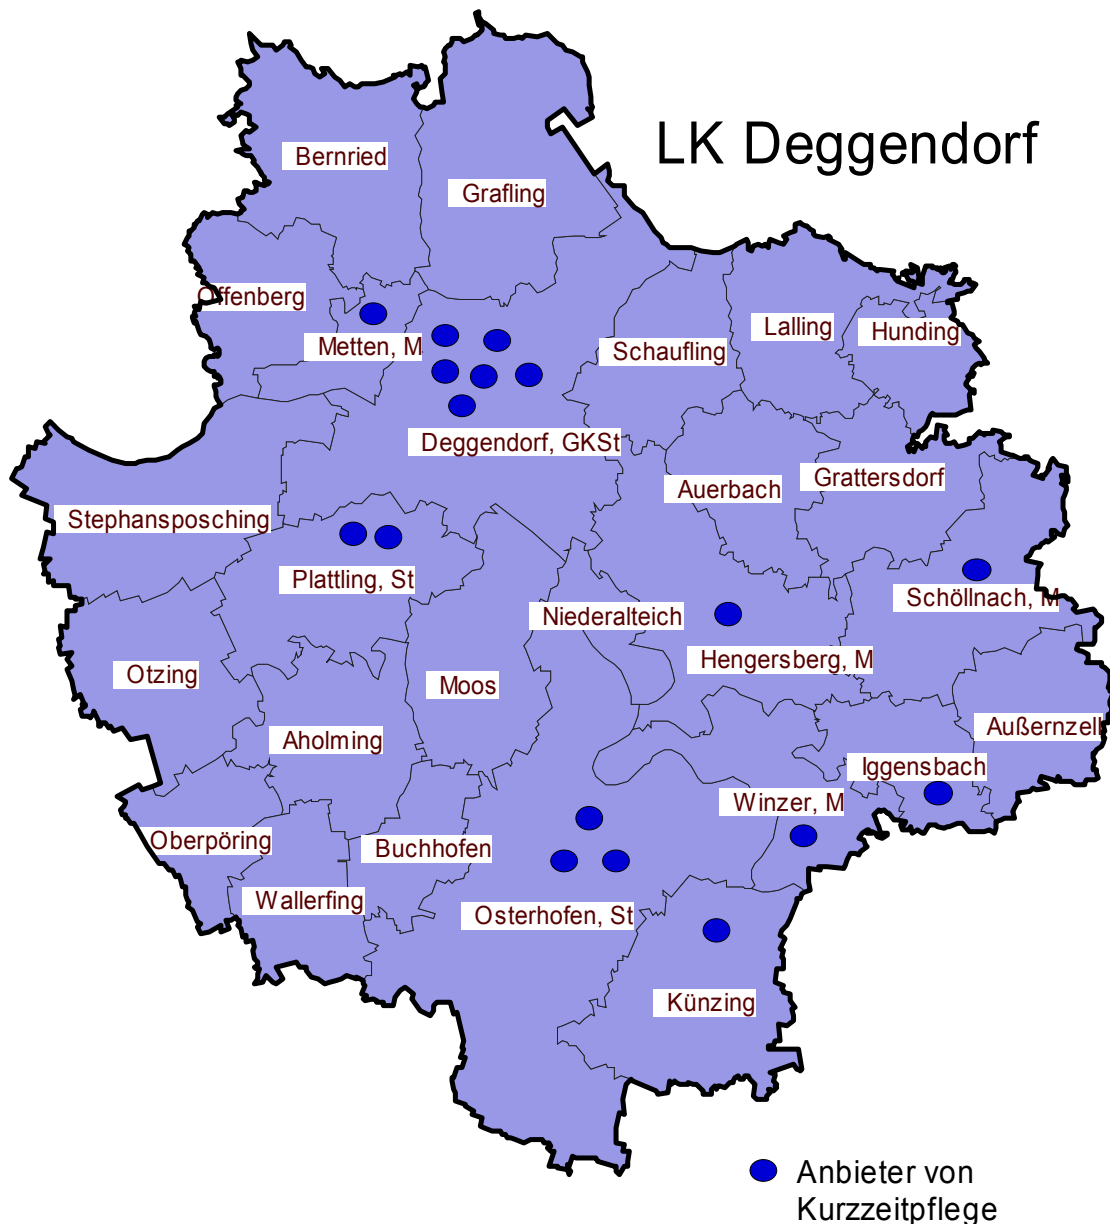 LK Deggendorf
Bernried
Grafling
Offenberg
Metten, M
Schaufling
Lalling
Hunding
Deggendorf, GKSt
Auerbach
Grattersdorf
Stephansposching
Plattling, St
Niederalteich
Schöllnach, M
Hengersberg, M
Otzing
Moos
Außernzell
Aholming
Iggensbach
Winzer, M
Oberpöring
Buchhofen
Wallerfing
Osterhofen, St
Künzing
Anbieter von
Kurzzeitpflege